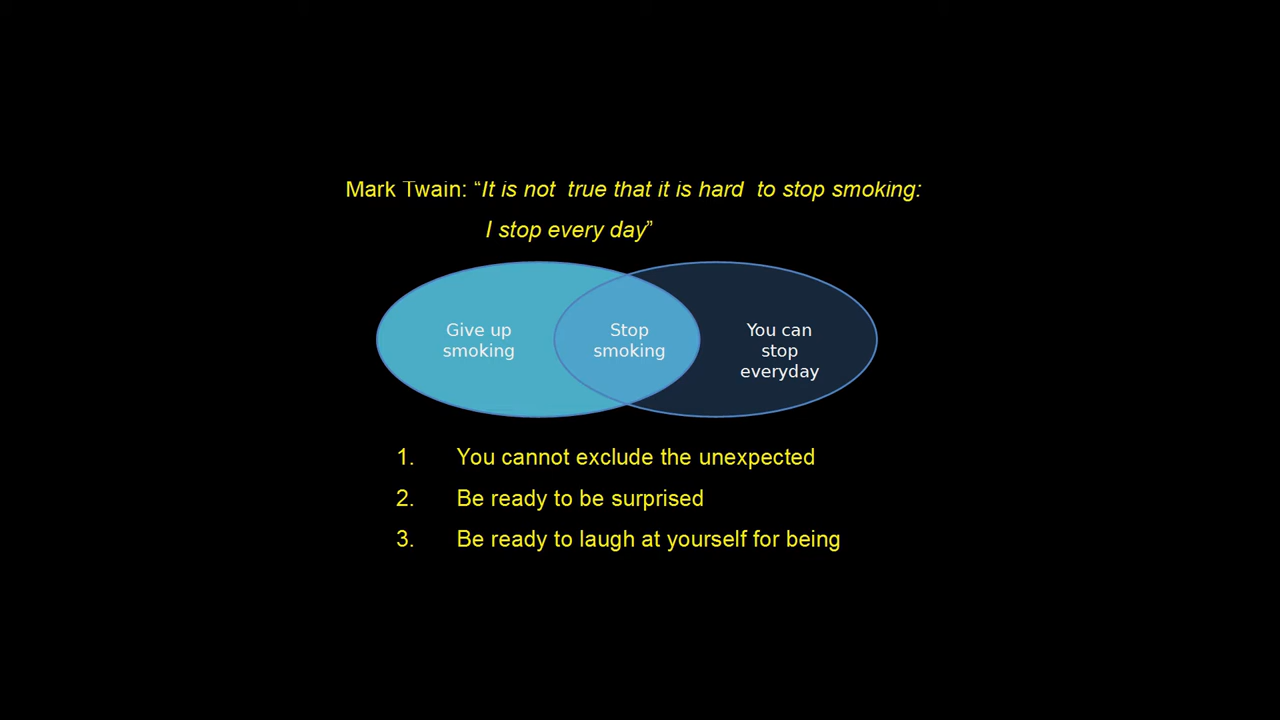 Mark Twain: “It is not true that it is hard to stop smoking:
I stop every day”
Give up
smoking
Stop
smoking
You can
stop
everyday
1. You cannot exclude the unexpected
2. Be ready to be surprised
3. Be ready to laugh at yourself for being